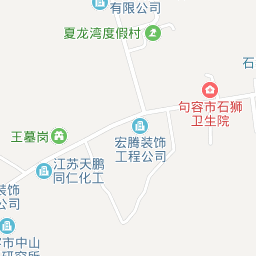 有限公司
夏龙湾度假村
石
句容市石狮
卫生院
宏腾装饰
工程公司
王墓岗
江苏天鹏
同仁化工
装饰
公司
容市中山
研究所